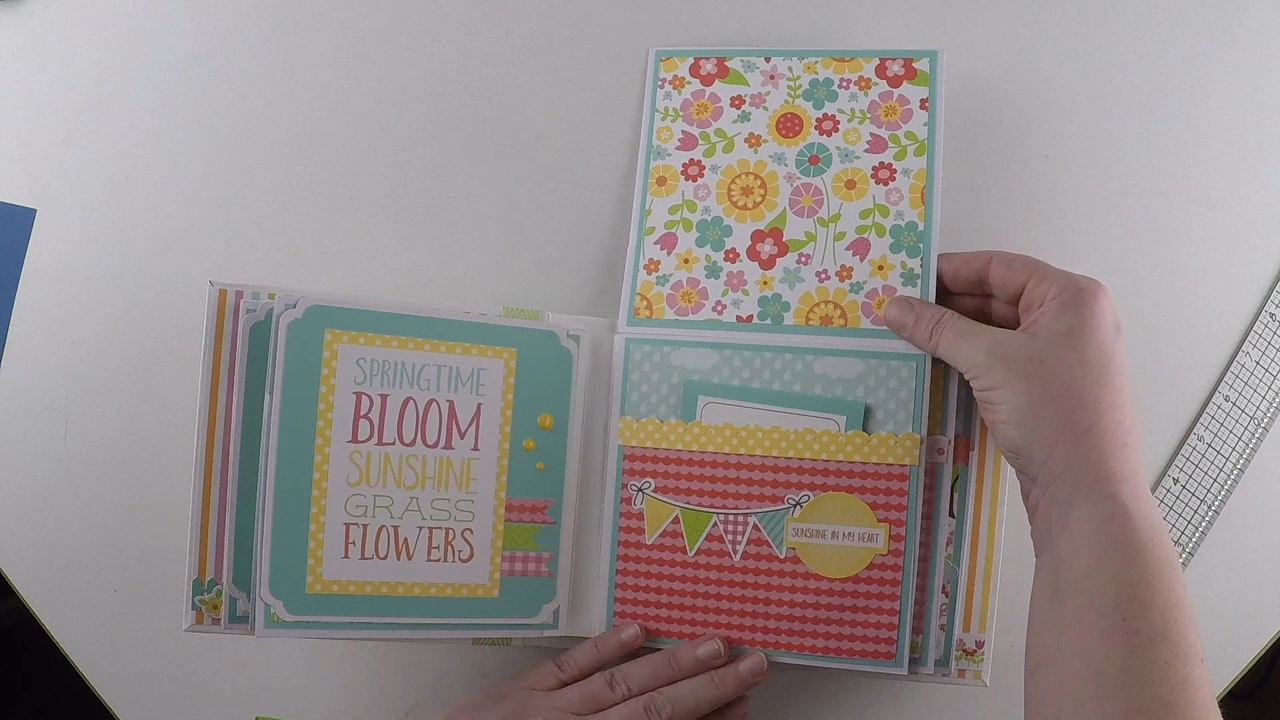 SPRINGTIME
BLOOM
SUNSHINE
GRASS
FLOWERS
SUNSHINE IN MY HEART